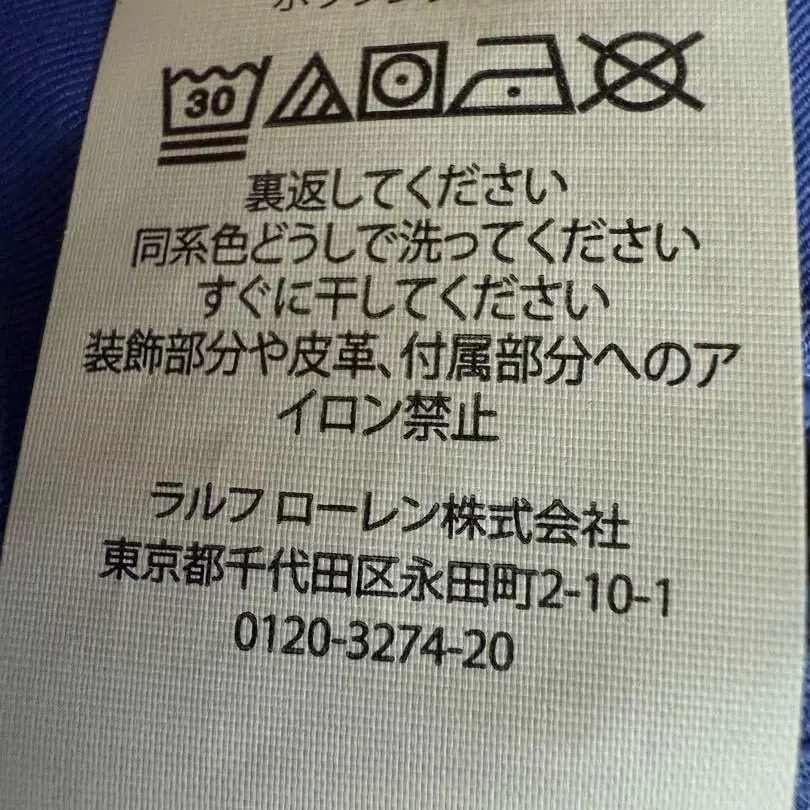 30
裏返してください
同系色どうしで洗ってください
すぐに干してください
装飾部分や皮革、付属部分へのア
イロン禁止
ラルフ ローレン株式会社
東京都千代田区永田町2-10-1
0120-3274-20